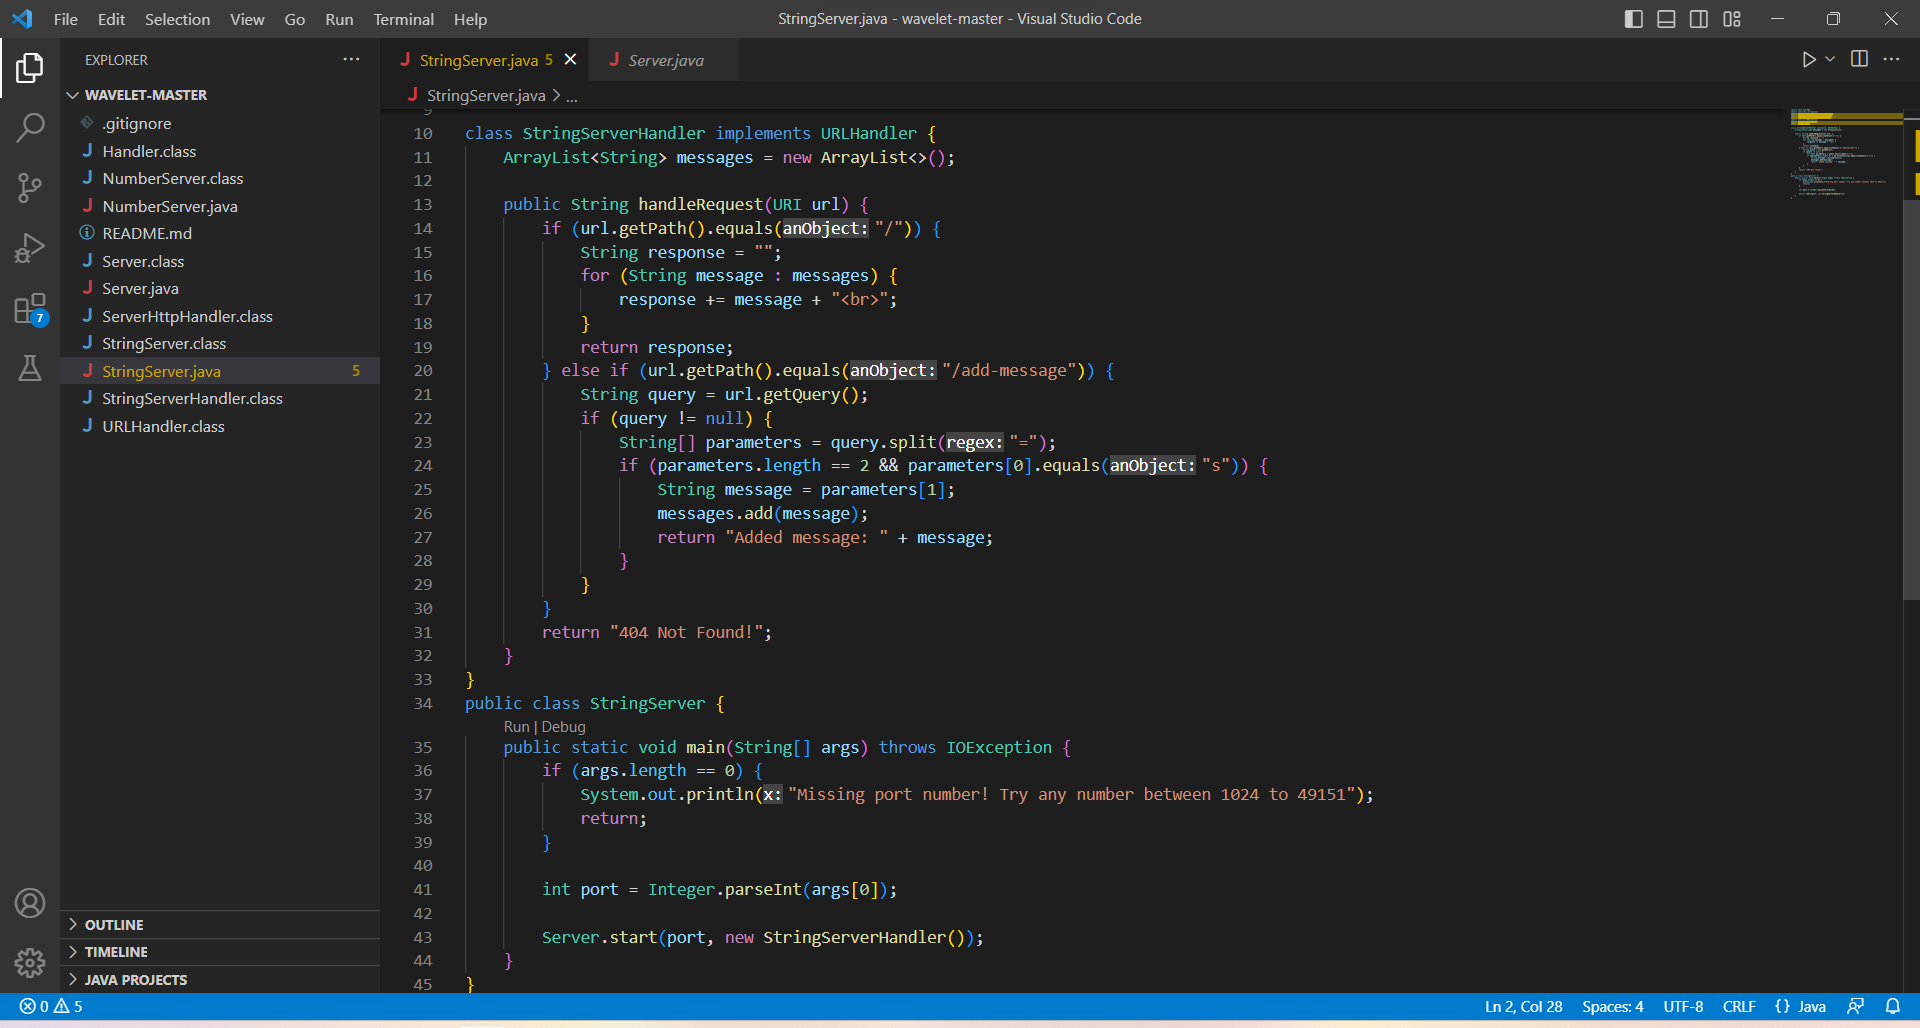 File Edit Selection View Go Run Terminal Help
StringServer.java - wavelet-master - Visual Studio Code
EXPLORER
WAVELET-MASTER
.gitignore
Handler.class
NumberServer.class
NumberServer.java
README.md
Server.class
Server.java
ServerHttpHandler.class
StringServer.class
StringServer.java 5
StringServerHandler.class
URLHandler.class
7
OUTLINE
TIMELINE
JAVA PROJECTS
J StringServer.java 5 J Server.java
J StringServer.java > ...
9
10 class StringServerHandler implements URLHandler {
11 ArrayList<String> messages = new ArrayList<>();
12
13 public String handleRequest(URI url) {
14 if (url.getPath().equals(anObject: "/")) {
15 String response = "";
16 for (String message : messages) {
17 response += message + "<br>";
18 }
19 return response;
20 } else if (url.getPath().equals(anObject: "/add-message")) {
21 String query = url.getQuery();
22 if (query != null) {
23 String[] parameters = query.split(regex: "=");
24 if (parameters.length == 2 && parameters[0].equals(anObject: "s")) {
25 String message = parameters[1];
26 messages.add(message);
27 return "Added message: " + message;
28 }
29 }
30 }
31 return "404 Not Found!";
32 }
33 }
34 public class StringServer {
Run | Debug
35 public static void main(String[] args) throws IOException {
36 if (args.length == 0) {
37 System.out.println(x: "Missing port number! Try any number between 1024 to 49151");
38 return;
39 }
40
41 int port = Integer.parseInt(args[0]);
42
43 Server.start(port, new StringServerHandler());
44 }
45 }
0 5 Ln 2, Col 28 Spaces: 4 UTF-8 CRLF {} Java